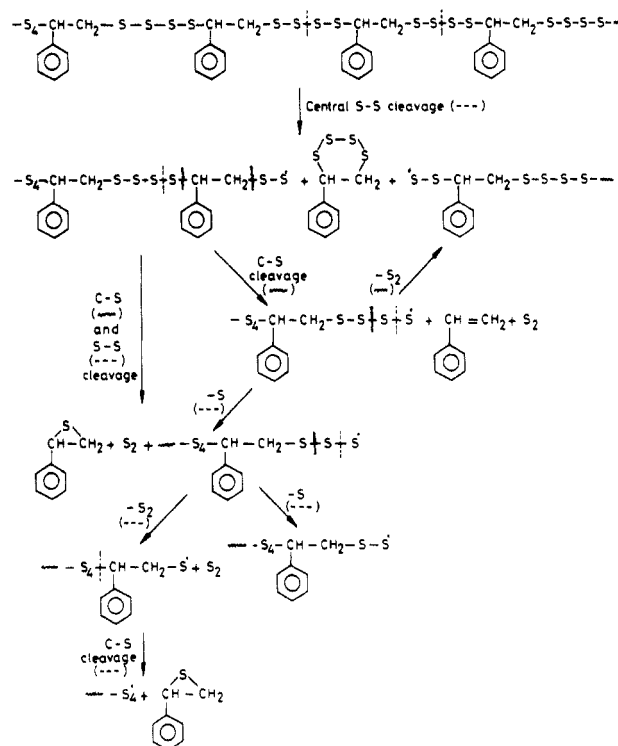 -S4-CH-CH2-S-S-S-S-CH-CH2-S-S-S-S-CH-CH2-S-S-S-S-CH-CH2-S-S-S-S-
Central S-S cleavage (---)
S-S
S S
-S4-CH-CH2-S-S-S-S-CH-CH2-S-S˙ + CH-CH2 + ˙S-S-CH-CH2-S-S-S-S-
C-S
cleavage
(—)
-S2
(—)
C-S
(—)
and
S-S
(---)
cleavage
-S4-CH-CH2-S-S-S-S˙ + CH=CH2 + S2
-S
(---)
S
CH-CH2 + S2 + -S4-CH-CH2-S-S-S˙
-S2
(---)
-S
(---)
-S4-CH-CH2-S˙ + S2
-S4-CH-CH2-S-S˙
C-S
cleavage
(---)
S
-S4˙ + CH-CH2